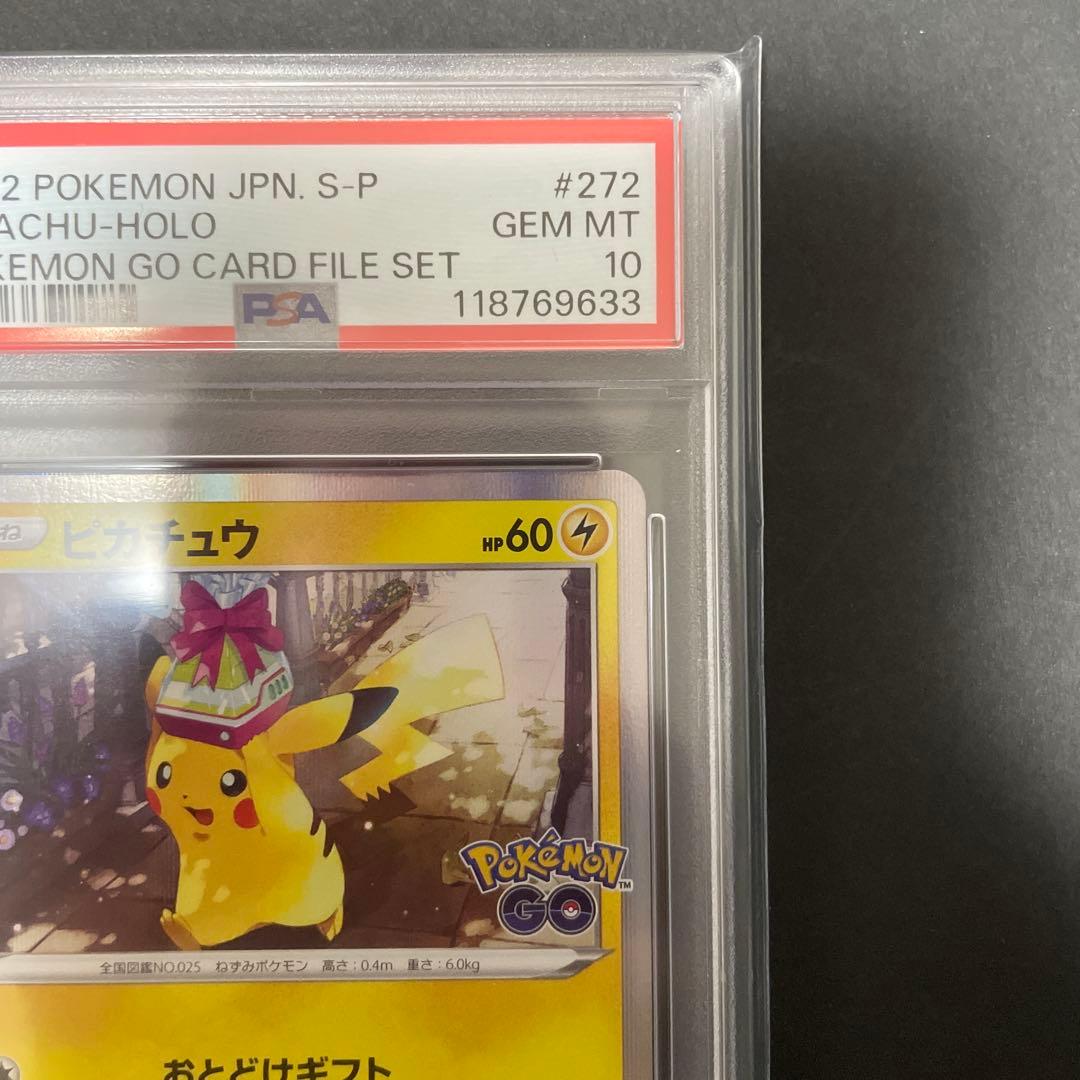 2 POKEMON JPN. S-P #272
ACHU-HOLO GEM MT
KEMON GO CARD FILE SET 10
PSA 118769633
ね ピカチュウ HP60
POKéMON™
GO
全国図鑑NO.025 ねずみポケモン 高さ:0.4m 重さ:6.0kg
おとどけギフト